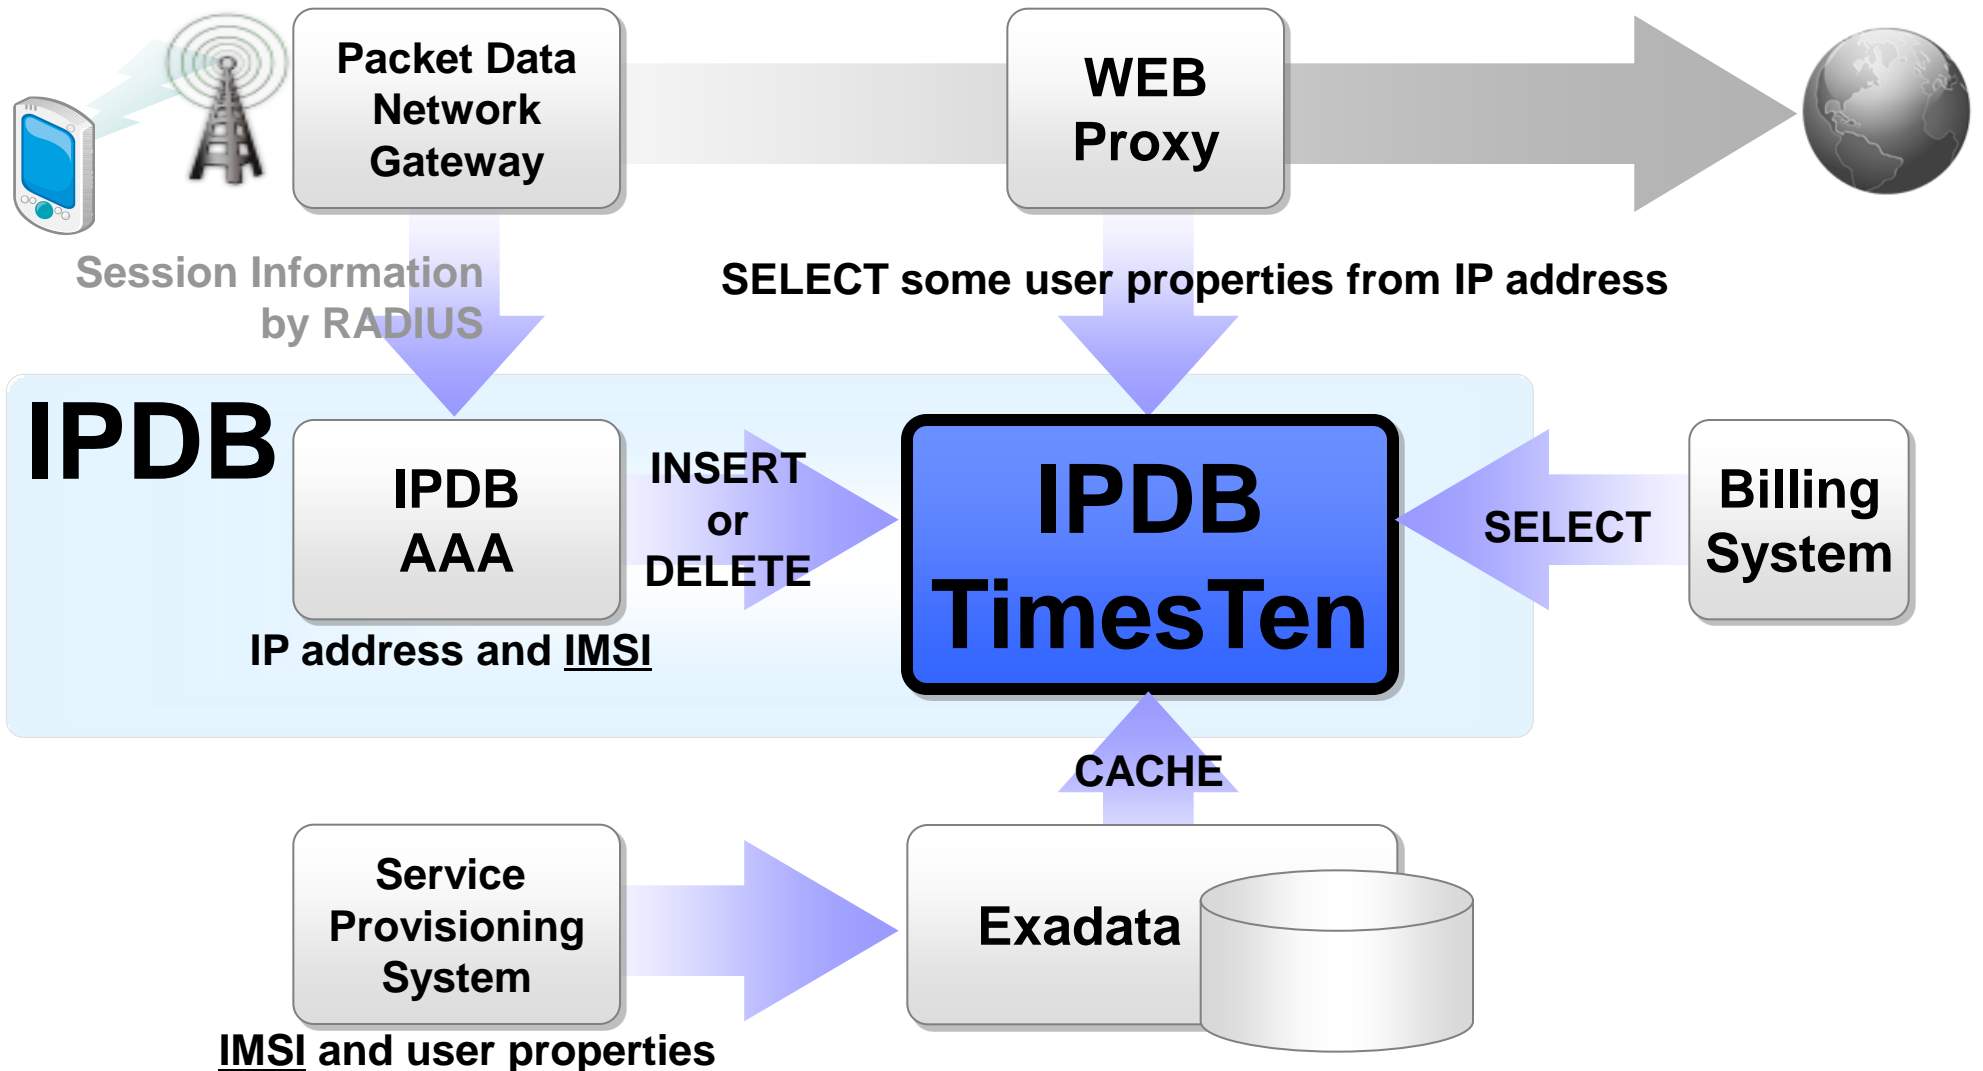 Packet Data
Network
Gateway
WEB
Proxy
Session Information
by RADIUS
SELECT some user properties from IP address
IPDB
IPDB
AAA
INSERT
or
DELETE
IPDB
TimesTen
SELECT
Billing
System
IP address and IMSI
CACHE
Service
Provisioning
System
Exadata
IMSI and user properties